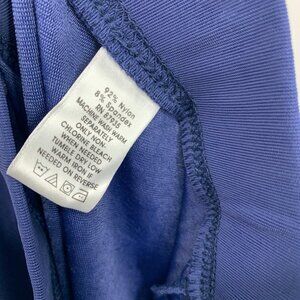 92% Nylon
8% Spandex
RN 87935
MACHINE WASH WARM
SEPARATELY
ONLY NON-
CHLORINE BLEACH
WHEN NEEDED
TUMBLE DRY LOW
WARM IRON IF
NEEDED ON REVERSE